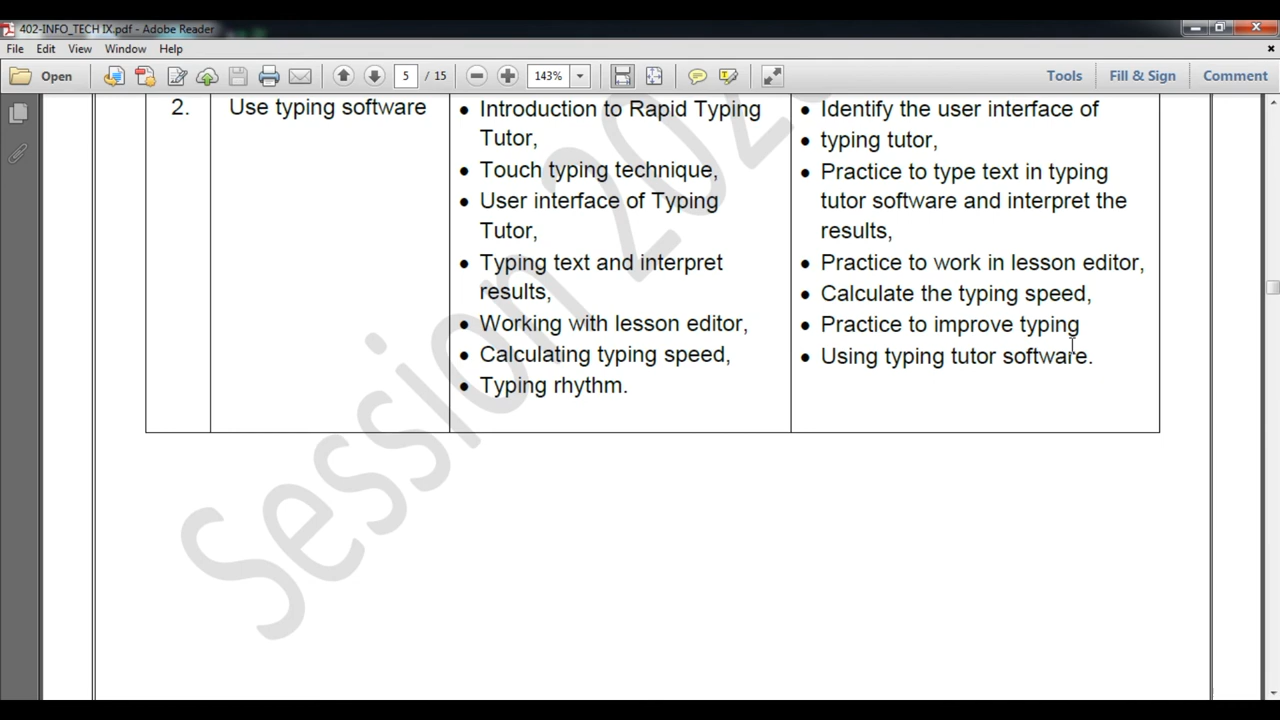 402-INFO_TECH IX.pdf - Adobe Reader
File Edit View Window Help
Open 5 / 15 143% Tools Fill & Sign Comment
2. Use typing software
• Introduction to Rapid Typing
Tutor,
• Touch typing technique,
• User interface of Typing
Tutor,
• Typing text and interpret
results,
• Working with lesson editor,
• Calculating typing speed,
• Typing rhythm.
• Identify the user interface of
• typing tutor,
• Practice to type text in typing
tutor software and interpret the
results,
• Practice to work in lesson editor,
• Calculate the typing speed,
• Practice to improve typing
• Using typing tutor software.
Session 202